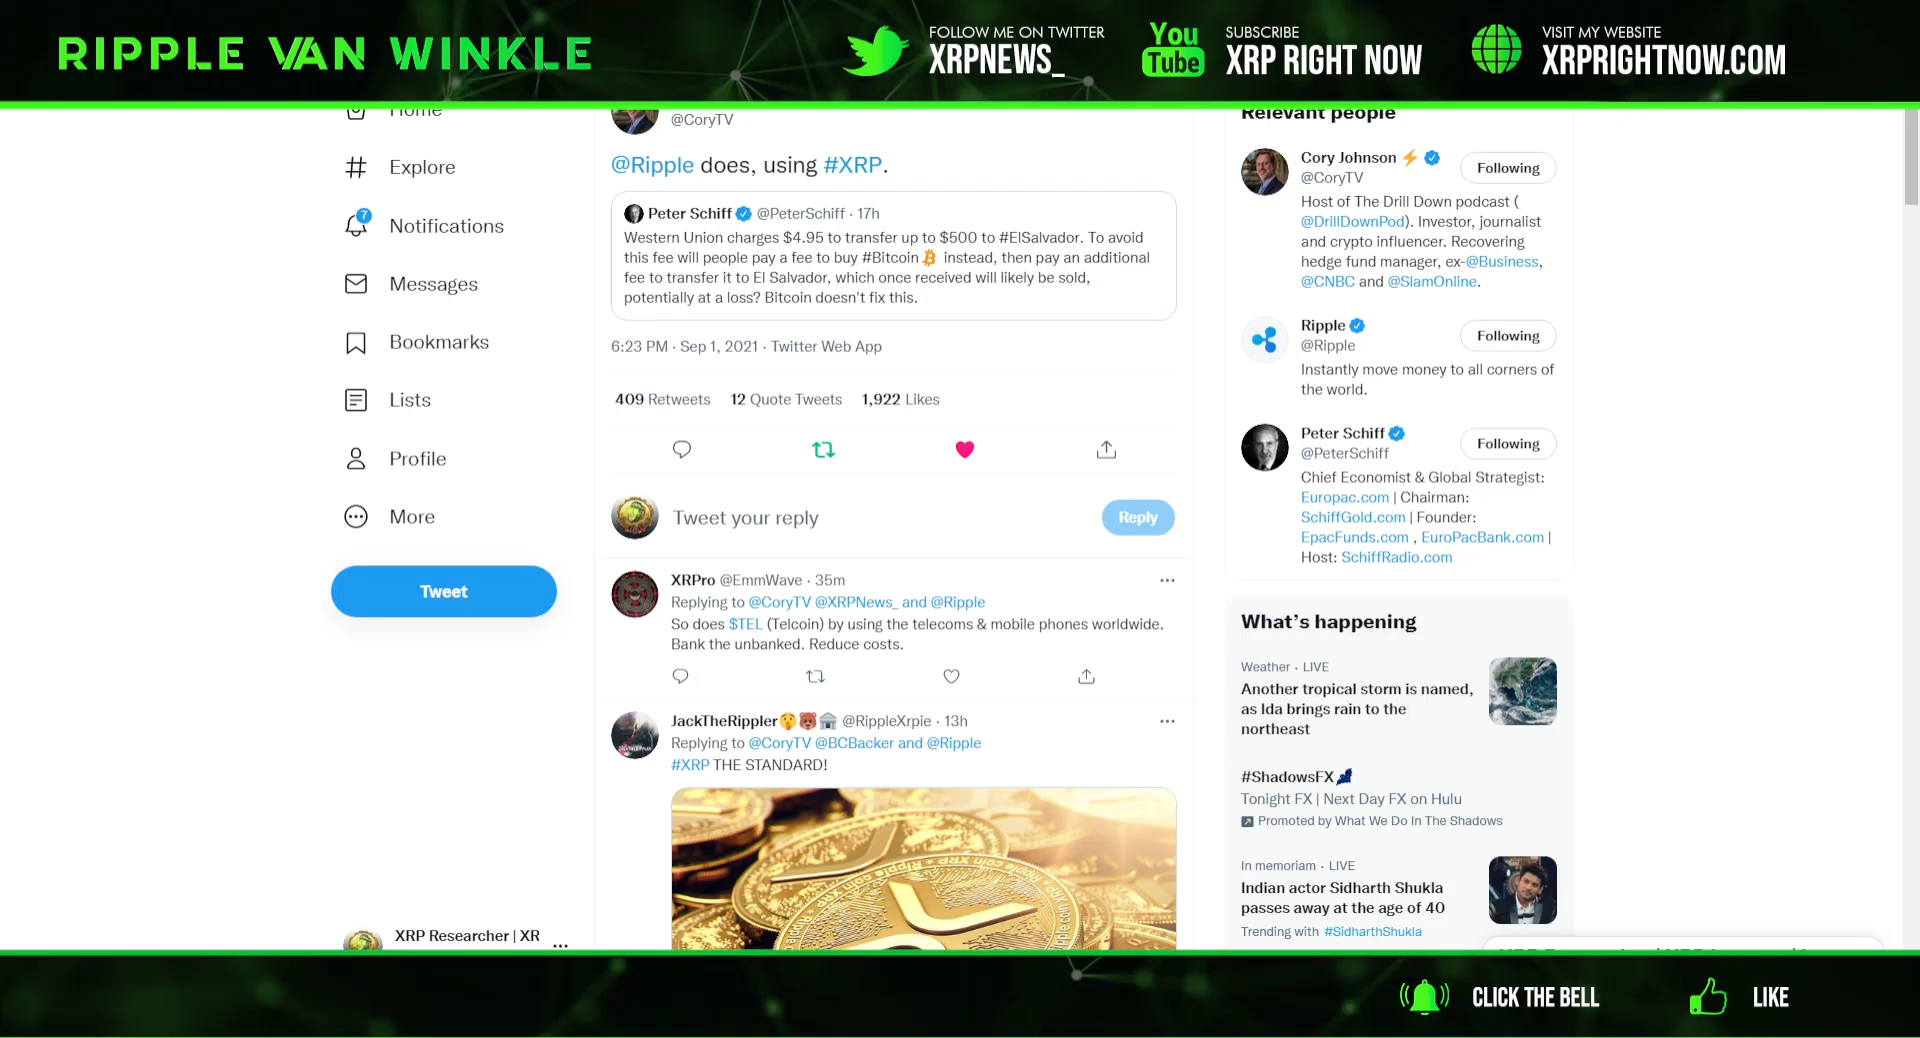 RIPPLE VAN WINKLE
FOLLOW ME ON TWITTER
XRPNEWS_
You
Tube
SUBSCRIBE
XRP RIGHT NOW
VISIT MY WEBSITE
XRPRIGHTNOW.COM
Home
Explore
7
Notifications
Messages
Bookmarks
Lists
Profile
More
Tweet
XRP Researcher | XR
...
@CoryTV
@Ripple does, using #XRP.
Peter Schiff @PeterSchiff · 17h
Western Union charges $4.95 to transfer up to $500 to #ElSalvador. To avoid
this fee will people pay a fee to buy #Bitcoin instead, then pay an additional
fee to transfer it to El Salvador, which once received will likely be sold,
potentially at a loss? Bitcoin doesn't fix this.
6:23 PM · Sep 1, 2021 · Twitter Web App
409 Retweets 12 Quote Tweets 1,922 Likes
Tweet your reply
Reply
XRPro @EmmWave · 35m
Replying to @CoryTV @XRPNews_ and @Ripple
So does $TEL (Telcoin) by using the telecoms & mobile phones worldwide.
Bank the unbanked. Reduce costs.
JackTheRippler🤫🐻🏦 @RippleXrpie · 13h
Replying to @CoryTV @BCBacker and @Ripple
#XRP THE STANDARD!
Ripple coin XRP
Relevant people
Cory Johnson ⚡
Following
@CoryTV
Host of The Drill Down podcast (
@DrillDownPod). Investor, journalist
and crypto influencer. Recovering
hedge fund manager, ex-@Business,
@CNBC and @SlamOnline.
Ripple
Following
@Ripple
Instantly move money to all corners of
the world.
Peter Schiff
Following
@PeterSchiff
Chief Economist & Global Strategist:
Europac.com | Chairman:
SchiffGold.com | Founder:
EpacFunds.com , EuroPacBank.com |
Host: SchiffRadio.com
What's happening
Weather · LIVE
Another tropical storm is named,
as Ida brings rain to the
northeast
#ShadowsFX
Tonight FX | Next Day FX on Hulu
Promoted by What We Do In The Shadows
In memoriam · LIVE
Indian actor Sidharth Shukla
passes away at the age of 40
Trending with #SidharthShukla
CLICK THE BELL
LIKE